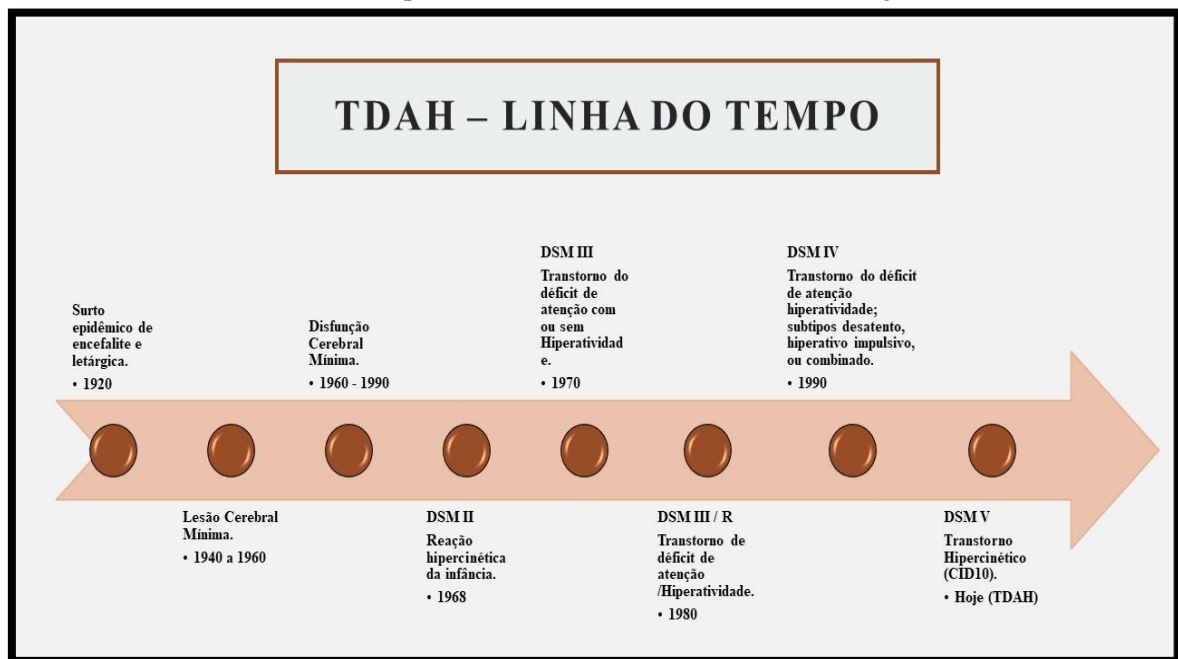 TDAH – LINHA DO TEMPO
Surto
epidêmico de
encefalite e
letárgica.
• 1920
Lesão Cerebral
Mínima.
• 1940 a 1960
Disfunção
Cerebral
Mínima.
• 1960 - 1990
DSM II
Reação
hipercinética
da infância.
• 1968
DSM III
Transtorno do
déficit de
atenção com
ou sem
Hiperatividad
e.
• 1970
DSM III / R
Transtorno de
déficit de
atenção
/Hiperatividade.
• 1980
DSM IV
Transtorno do déficit
de atenção
hiperatividade;
subtipos desatento,
hiperativo impulsivo,
ou combinado.
• 1990
DSM V
Transtorno
Hipercinético
(CID10).
• Hoje (TDAH)